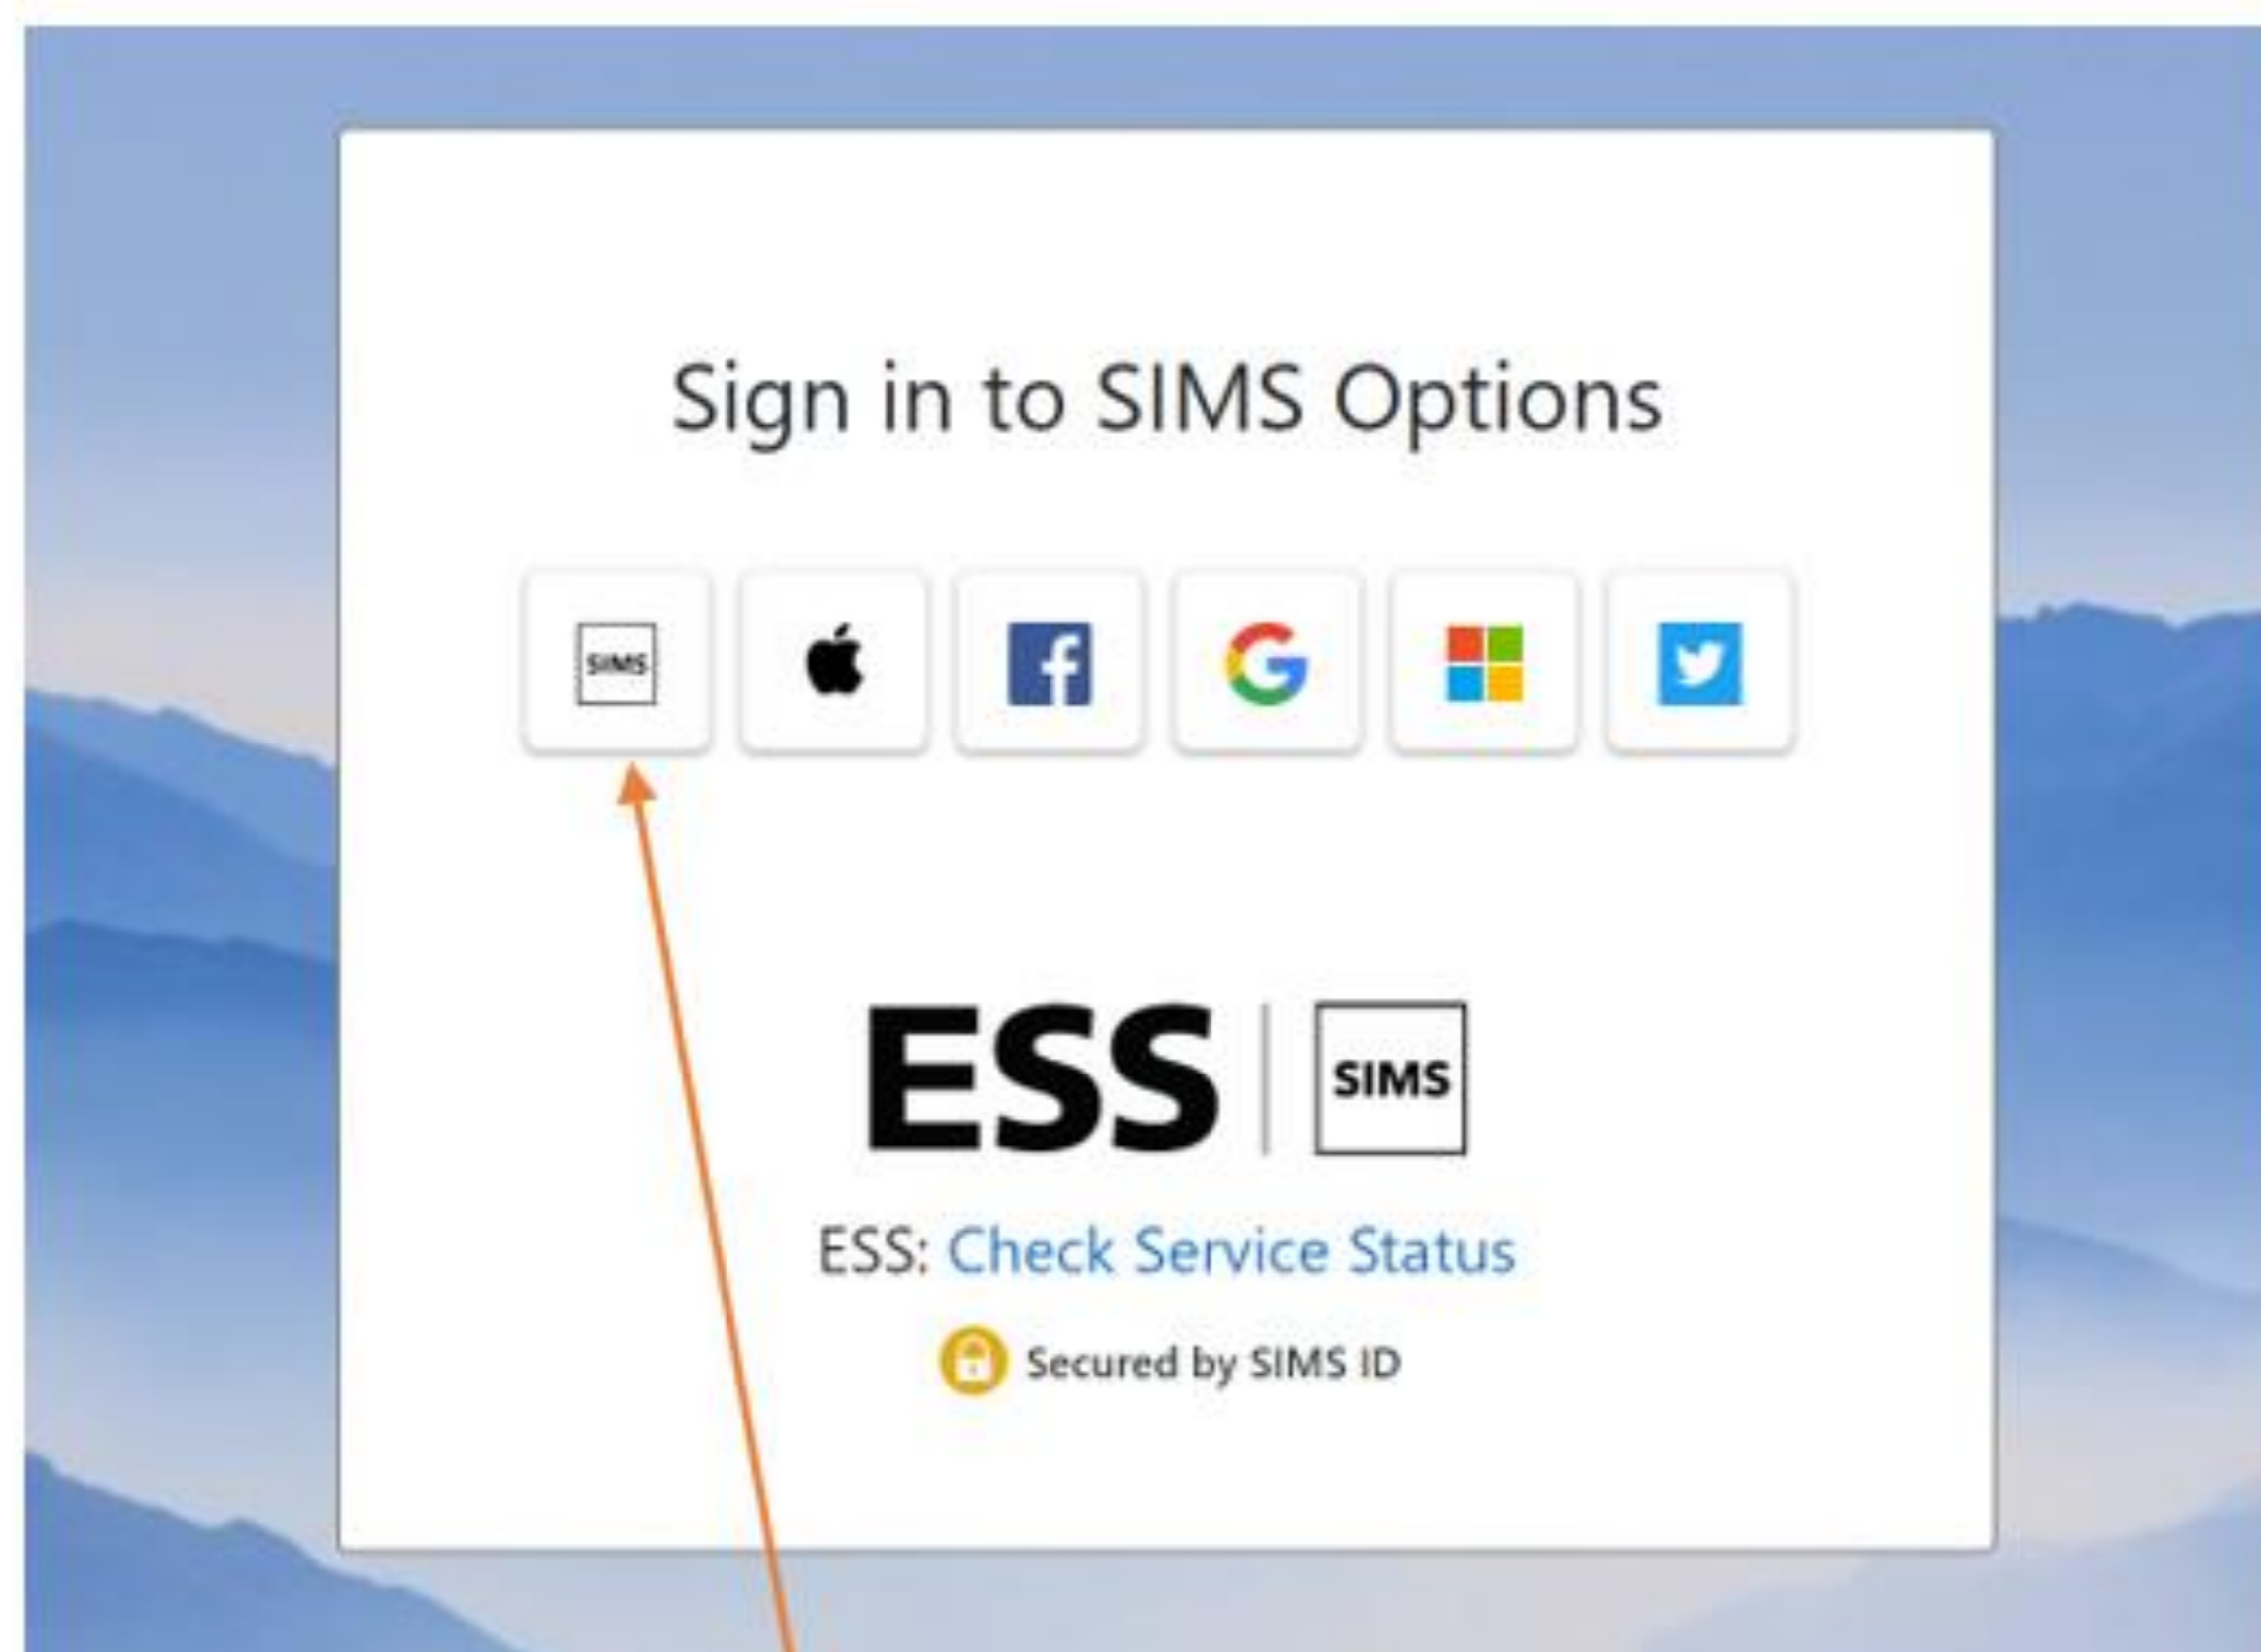 Sign in to SIMS Options
SIMS
ESS | SIMS
ESS: Check Service Status
Secured by SIMS ID